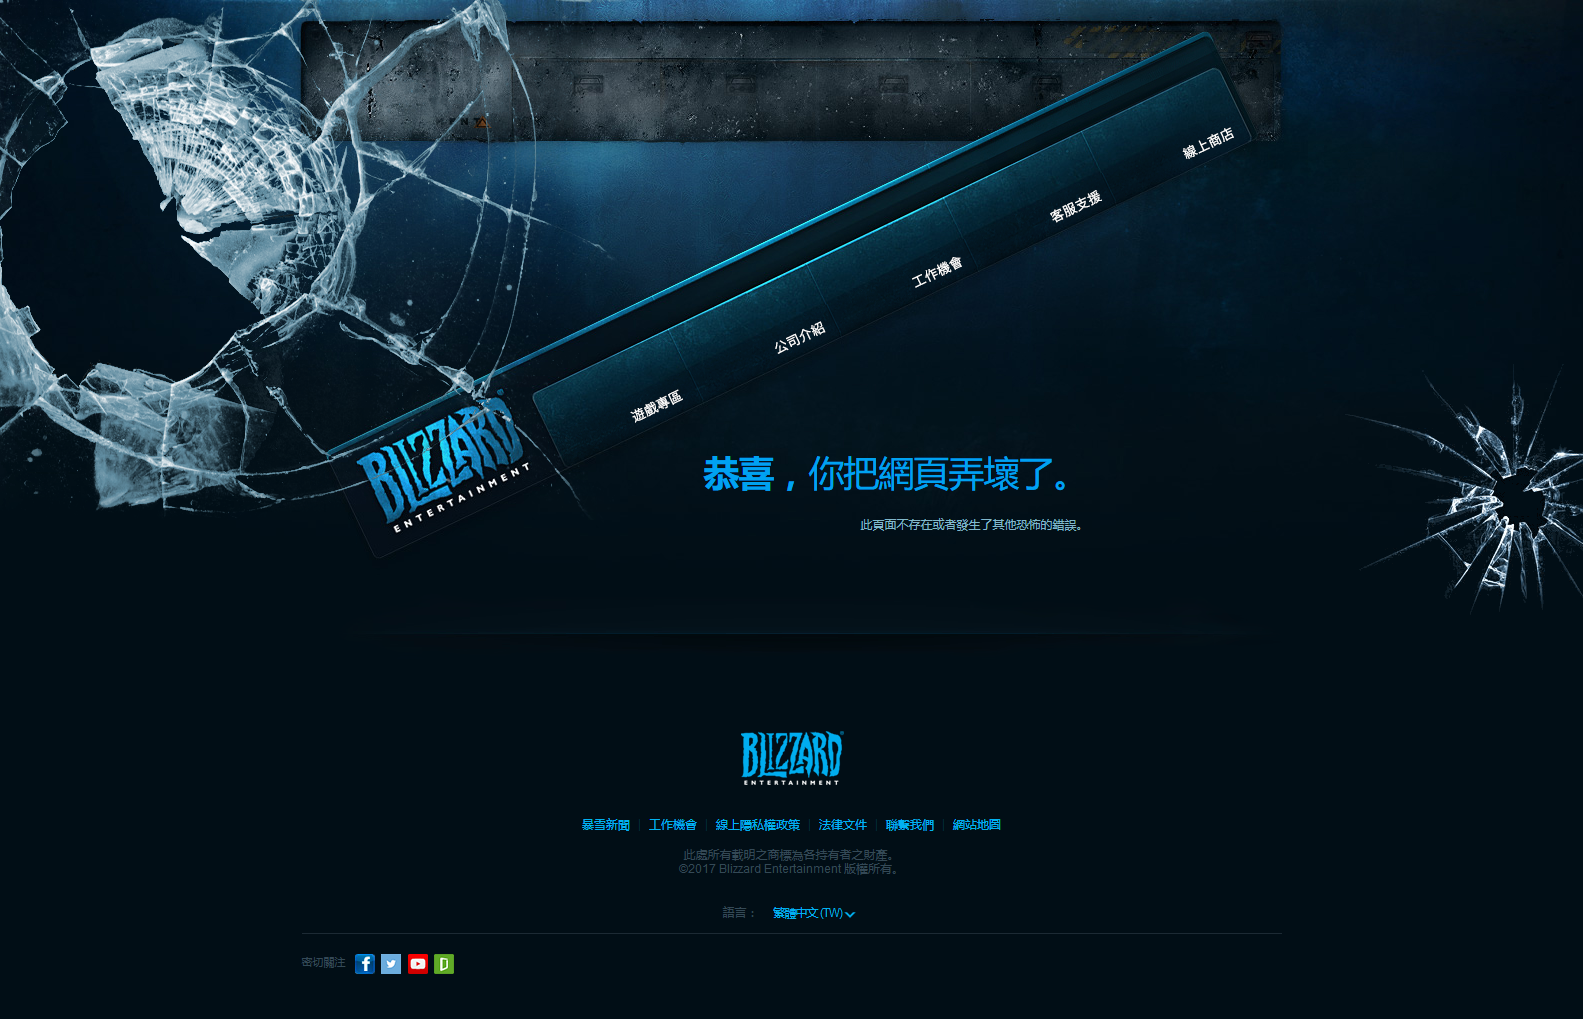 線上商店
客服支援
工作機會
公司介紹
遊戲專區
BLIZZARD
ENTERTAINMENT
恭喜，你把網頁弄壞了。
此頁面不存在或者發生了其他恐怖的錯誤。
BLIZZARD
ENTERTAINMENT
暴雪新聞 工作機會 線上隱私權政策 法律文件 聯繫我們 網站地圖
此處所有載明之商標為各持有者之財產。
©2017 Blizzard Entertainment 版權所有。
語言： 繁體中文 (TW)
密切關注